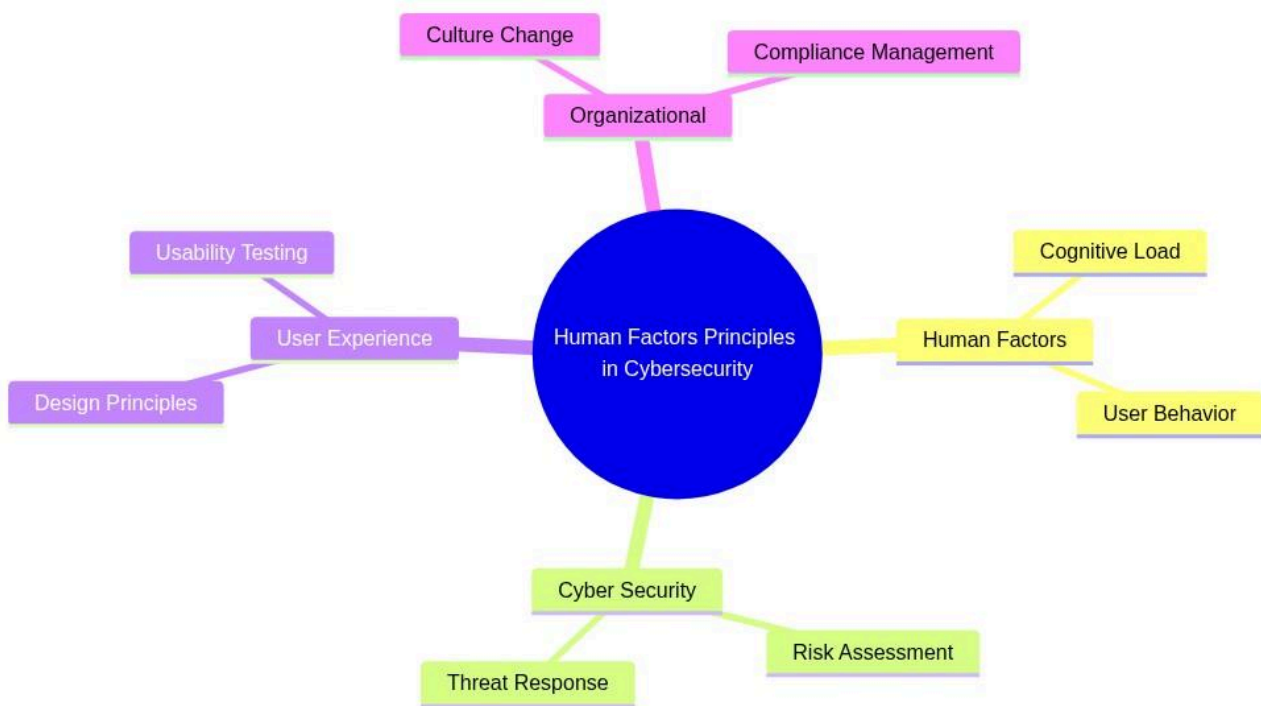 Culture Change
Compliance Management
Organizational
Usability Testing
Cognitive Load
User Experience
Human Factors Principles
in Cybersecurity
Human Factors
Design Principles
User Behavior
Cyber Security
Risk Assessment
Threat Response